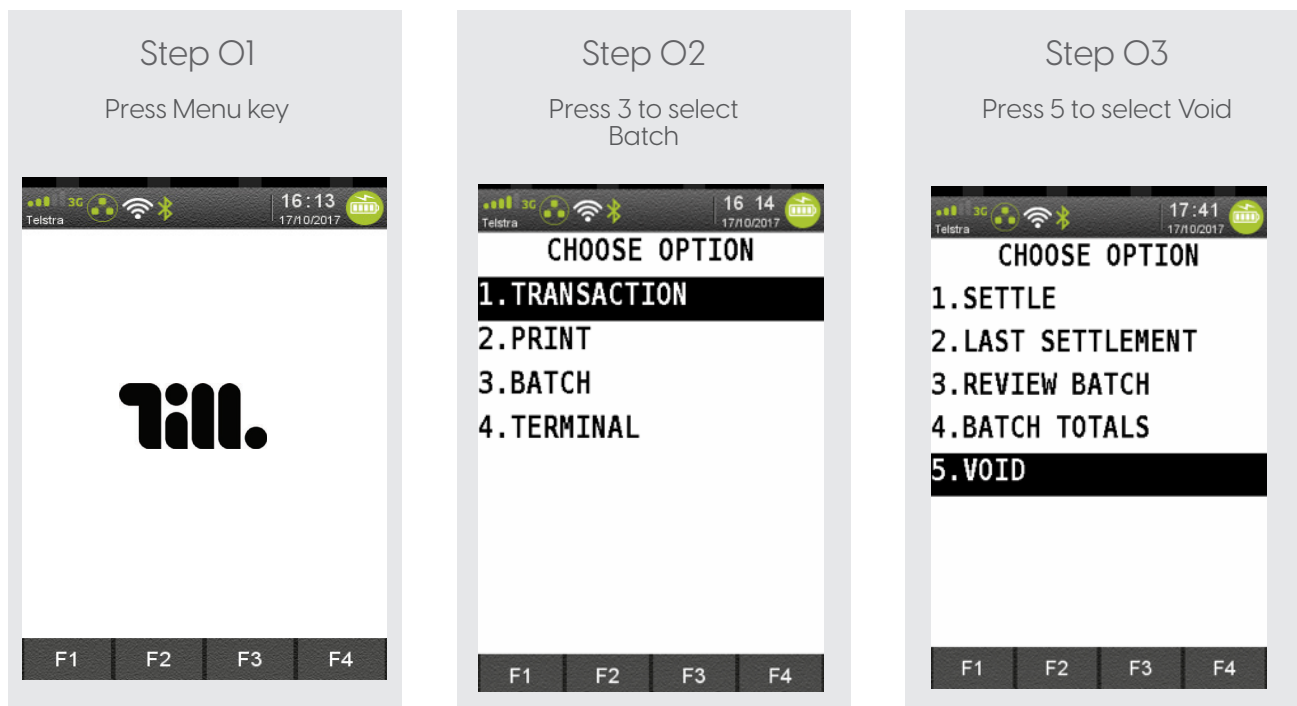 Step 01
Press Menu key
3G
16:13
Telstra
17/10/2017
Till.
F1 F2 F3 F4
Step 02
Press 3 to select
Batch
3G
16 14
Telstra
17/10/2017
CHOOSE OPTION
1.TRANSACTION
2.PRINT
3.BATCH
4.TERMINAL
F1 F2 F3 F4
Step 03
Press 5 to select Void
3G
17:41
Telstra
17/10/2017
CHOOSE OPTION
1.SETTLE
2.LAST SETTLEMENT
3.REVIEW BATCH
4.BATCH TOTALS
5.VOID
F1 F2 F3 F4